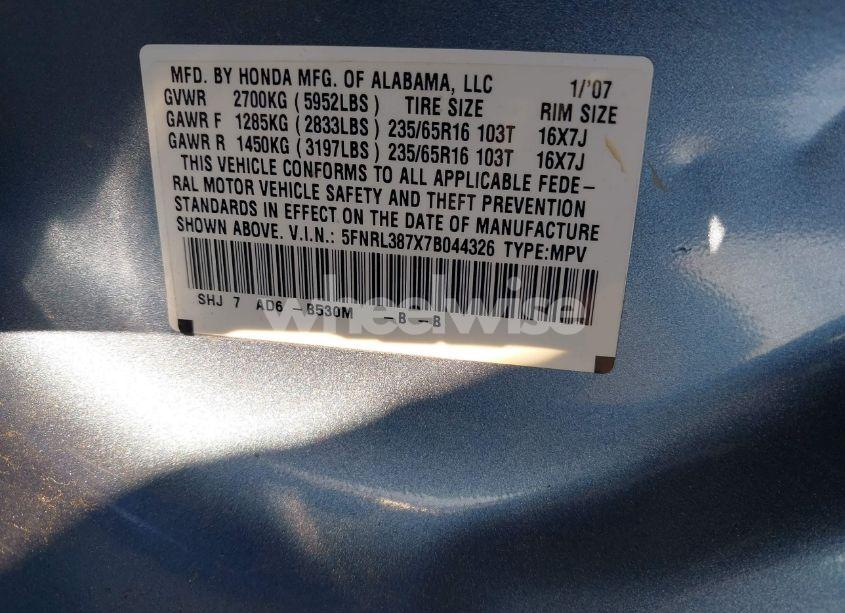 MFD. BY HONDA MFG. OF ALABAMA, LLC 1/'07
GVWR 2700KG (5952LBS) TIRE SIZE RIM SIZE
GAWR F 1285KG (2833LBS) 235/65R16 103T 16X7J
GAWR R 1450KG (3197LBS) 235/65R16 103T 16X7J
THIS VEHICLE CONFORMS TO ALL APPLICABLE FEDE-
RAL MOTOR VEHICLE SAFETY AND THEFT PREVENTION
STANDARDS IN EFFECT ON THE DATE OF MANUFACTURE
SHOWN ABOVE. V.I.N.: 5FNRL387X7B044326 TYPE:MPV
SHJ 7 AD6 -B530M -B -B
wheelwise